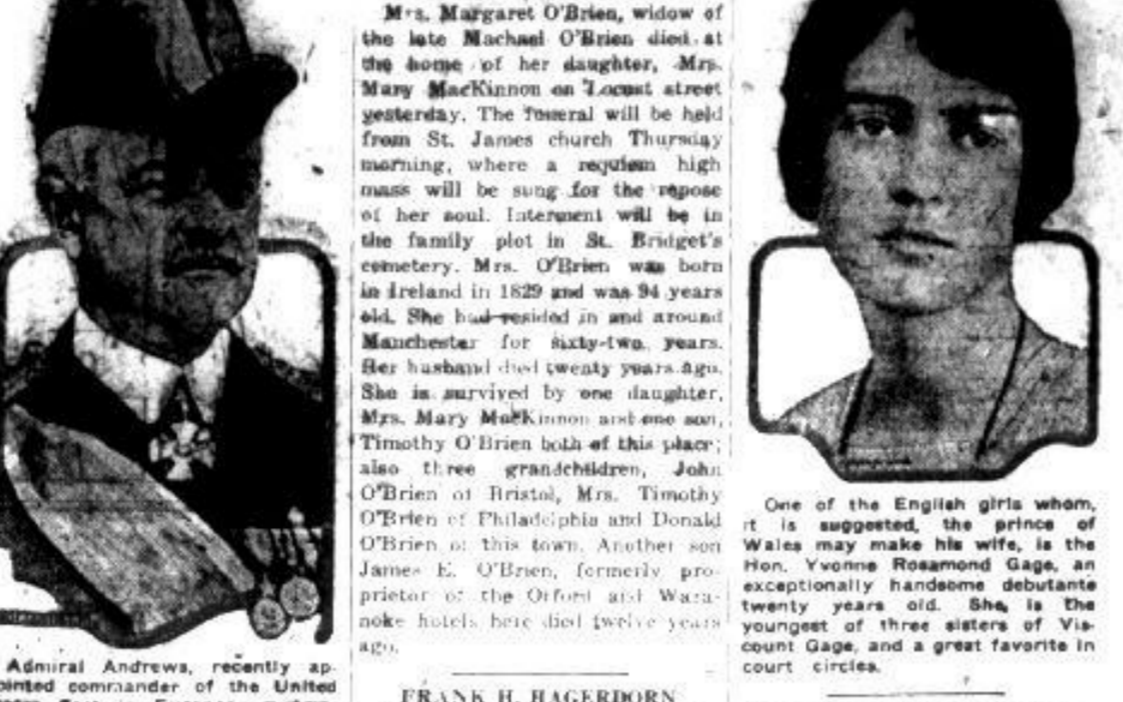 Mrs. Margaret O'Brien, widow of
the late Machael O'Brien died at
the home of her daughter, Mrs.
Mary MacKinnon on Locust street
yesterday. The funeral will be held
from St. James church Thursday
morning, where a requiem high
mass will be sung for the repose
of her soul. Interment will be in
the family plot in St. Bridget's
cemetery. Mrs. O'Brien was born
in Ireland in 1829 and was 94 years
old. She had resided in and around
Manchester for sixty-two years.
Her husband died twenty years ago.
She is survived by one daughter,
Mrs. Mary MacKinnon and one son,
Timothy O'Brien both of this place;
also three grandchildren, John
O'Brien of Bristol, Mrs. Timothy
O'Brien of Philadelphia and Donald
O'Brien of this town. Another son
James E. O'Brien, formerly pro-
prietor of the Orford and Wara-
noke hotels here died twelve years
ago.
FRANK H. HAGERDORN
Admiral Andrews, recently ap-
pointed commander of the United
One of the English girls whom,
it is suggested, the prince of
Wales may make his wife, is the
Hon. Yvonne Rosamond Gage, an
exceptionally handsome debutante
twenty years old. She is the
youngest of three sisters of Vis-
count Gage, and a great favorite in
court circles.